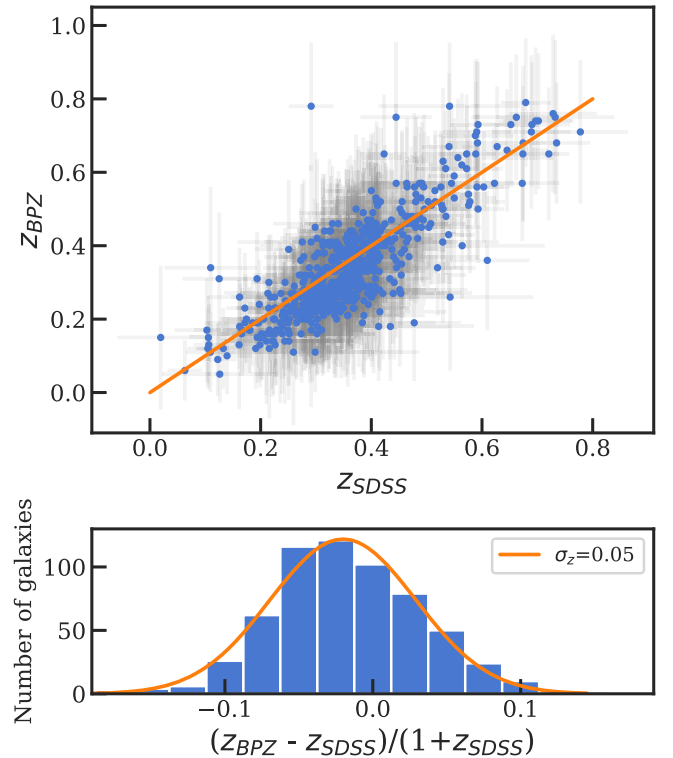 1.0
0.8
0.6
0.4
0.2
0.0
z_BPZ
0.0 0.2 0.4 0.6 0.8
z_SDSS
100
50
0
Number of galaxies
σ_z=0.05
−0.1 0.0 0.1
(z_BPZ - z_SDSS)/(1+z_SDSS)